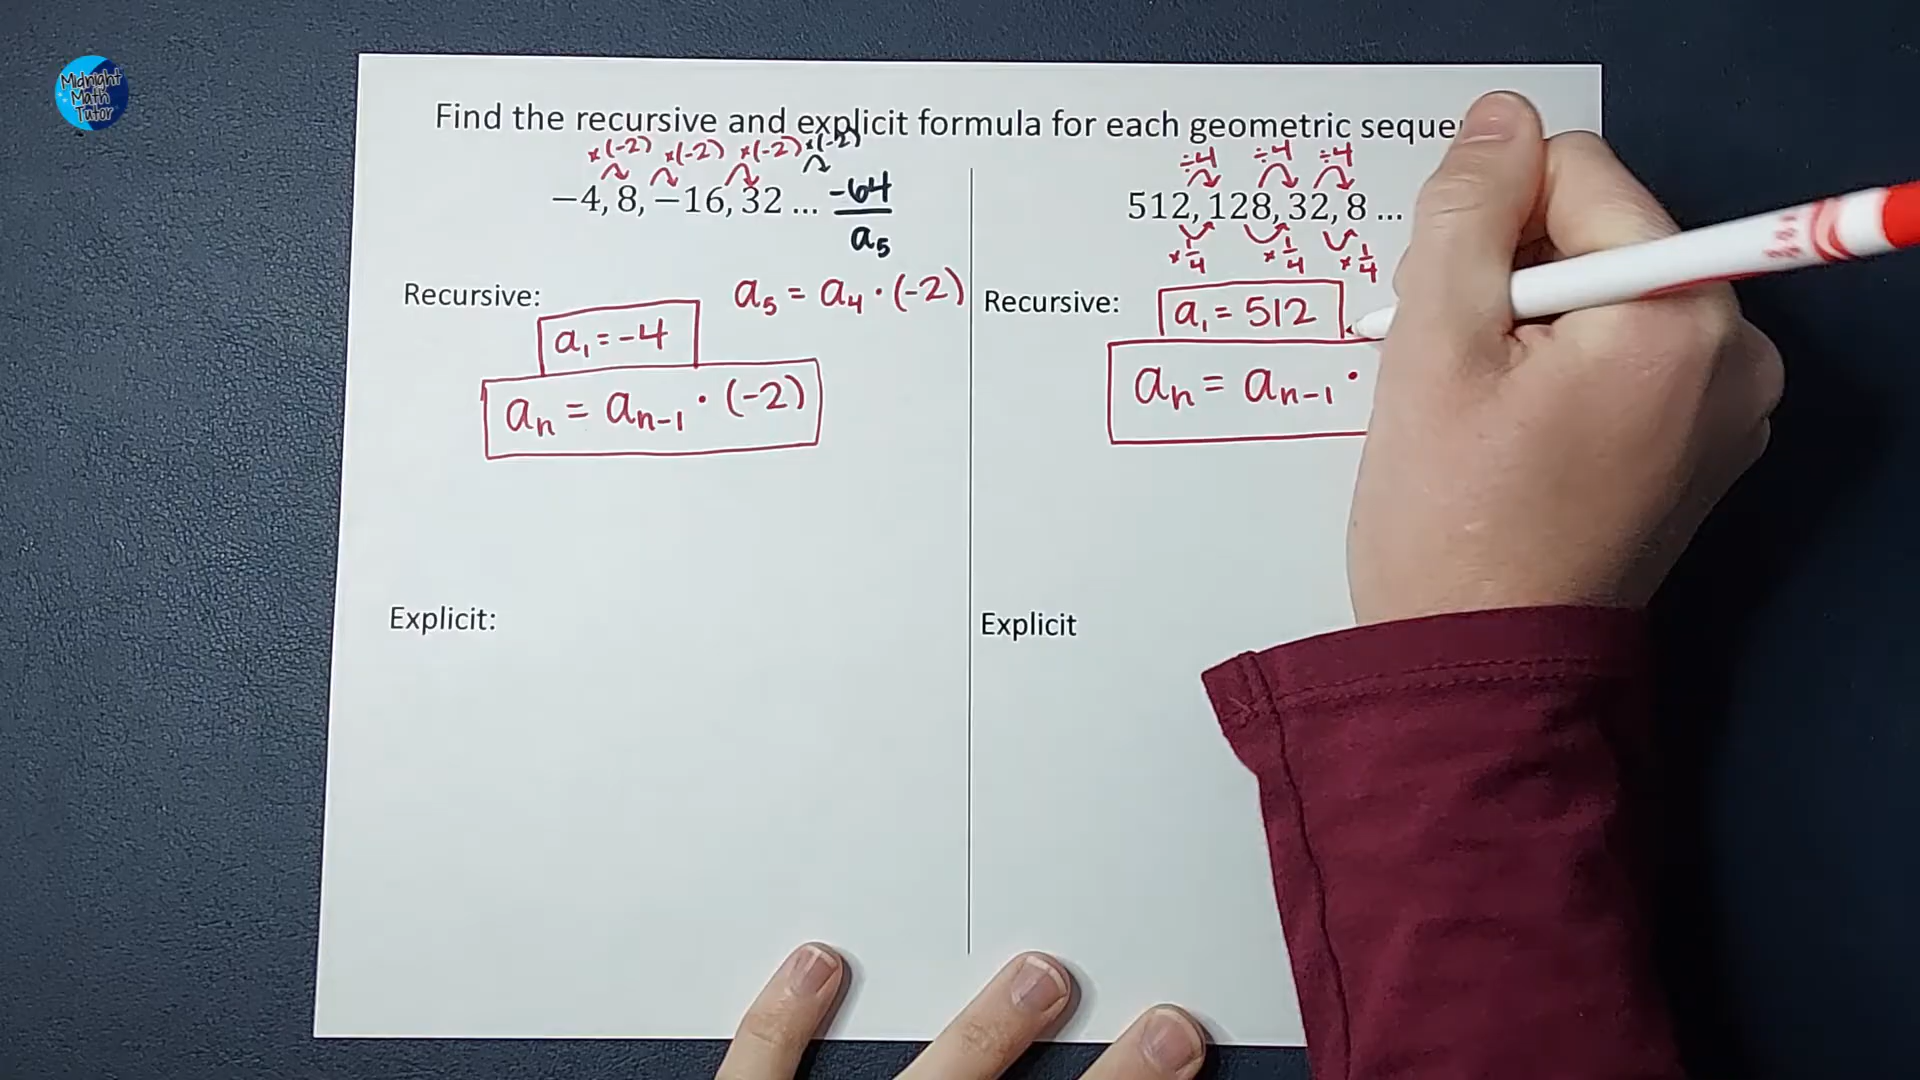 Midnight
Math
Tutor
Find the recursive and explicit formula for each geometric
×(-2) ×(-2) ×(-2) ×(-2)
−4, 8, −16, 32 ... -64
a₅
Recursive:
a₅ = a₄ · (-2)
a₁ = -4
aₙ = aₙ₋₁ · (-2)
Explicit:
÷4 ÷4 ÷4
512, 128, 32, 8 ...
× 1/4 × 1/4 × 1/4
Recursive:
a₁ = 512
aₙ = aₙ₋₁ ·
Explicit